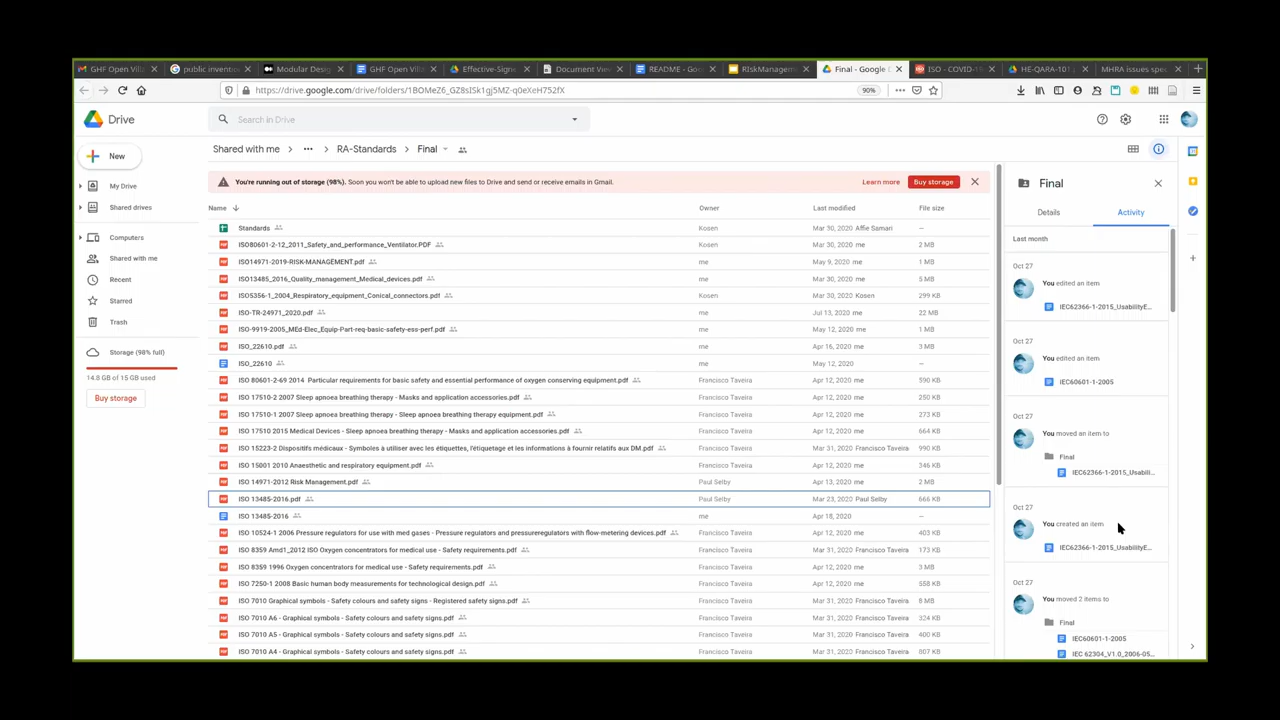 GHF Open Vill
public invent
Modular Desi
GHF Open Vill
Effective-Signe
Document View
README - Go
RiskManagem
Final - Google D
ISO - COVID-1
HE-QARA-101
MHRA issues spe
https://drive.google.com/drive/folders/1BOMeZ6_GZ8sISk1gj5MZ-q0eXeH752fX
90%
Drive
Search in Drive
New
Shared with me
RA-Standards
Final
My Drive
Shared drives
Computers
Shared with me
Recent
Starred
Trash
Storage (98% full)
14.8 GB of 15 GB used
Buy storage
You're running out of storage (98%). Soon you won't be able to upload new files to Drive and send or receive emails in Gmail.
Learn more
Buy storage
Name Owner Last modified File size
Standards Kosen Mar 30, 2020 Affie Samari –
ISO80601-2-12_2011_Safety_and_performance_Ventilator.PDF Kosen Mar 30, 2020 me 2 MB
ISO14971-2019-RISK-MANAGEMENT.pdf me May 9, 2020 me 1 MB
ISO13485_2016_Quality_management_Medical_devices.pdf me Mar 30, 2020 me 5 MB
ISO5356-1_2004_Respiratory_equipment_Conical_connectors.pdf Kosen Mar 30, 2020 Kosen 299 KB
ISO-TR-24971_2020.pdf me Jul 13, 2020 me 22 MB
ISO-9919-2005_MEd-Elec_Equip-Part-req-basic-safety-ess-perf.pdf me May 12, 2020 me 1 MB
ISO_22610.pdf me Apr 16, 2020 me 3 MB
ISO_22610 me May 12, 2020 –
ISO 80601-2-69 2014 Particular requirements for basic safety and essential performance of oxygen conserving equipment.pdf Francisco Taveira Apr 12, 2020 me 590 KB
ISO 17510-2 2007 Sleep apnoea breathing therapy - Masks and application accessories.pdf Francisco Taveira Apr 12, 2020 me 250 KB
ISO 17510-1 2007 Sleep apnoea breathing therapy - Sleep apnoea breathing therapy equipment.pdf Francisco Taveira Apr 12, 2020 me 273 KB
ISO 17510 2015 Medical Devices - Sleep apnoea breathing therapy - Masks and application accessories.pdf Francisco Taveira Apr 12, 2020 me 664 KB
ISO 15223-2 Dispositifs médicaux - Symboles à utiliser avec les étiquettes, l'étiquetage et les informations à fournir relatifs aux DM.pdf Francisco Taveira Mar 31, 2020 Francisco Taveira 990 KB
ISO 15001 2010 Anaesthetic and respiratory equipment.pdf Francisco Taveira Apr 12, 2020 me 346 KB
ISO 14971-2012 Risk Management.pdf Paul Selby Apr 13, 2020 me 2 MB
ISO 13485-2016.pdf Paul Selby Mar 23, 2020 Paul Selby 666 KB
ISO 13485-2016 me Apr 18, 2020 –
ISO 10524-1 2006 Pressure regulators for use with med gases - Pressure regulators and pressureregulators with flow-metering devices.pdf Francisco Taveira Apr 12, 2020 me 403 KB
ISO 8359 Amd1_2012 ISO Oxygen concentrators for medical use - Safety requirements.pdf Francisco Taveira Mar 31, 2020 Francisco Taveira 173 KB
ISO 8359 1996 Oxygen concentrators for medical use - Safety requirements.pdf Francisco Taveira Apr 12, 2020 me 3 MB
ISO 7250-1 2008 Basic human body measurements for technological design.pdf Francisco Taveira Apr 12, 2020 me 558 KB
ISO 7010 Graphical symbols - Safety colours and safety signs - Registered safety signs.pdf Francisco Taveira Mar 31, 2020 Francisco Taveira 8 MB
ISO 7010 A6 - Graphical symbols - Safety colours and safety signs.pdf Francisco Taveira Mar 31, 2020 Francisco Taveira 324 KB
ISO 7010 A5 - Graphical symbols - Safety colours and safety signs.pdf Francisco Taveira Mar 31, 2020 Francisco Taveira 400 KB
ISO 7010 A4 - Graphical symbols - Safety colours and safety signs.pdf Francisco Taveira Mar 31, 2020 Francisco Taveira 807 KB
Final
Details Activity
Last month
Oct 27
You edited an item
IEC62366-1-2015_UsabilityE...
Oct 27
You edited an item
IEC60601-1-2005
Oct 27
You moved an item to
Final
IEC62366-1-2015_Usabili...
Oct 27
You created an item
IEC62366-1-2015_UsabilityE...
Oct 27
You moved 2 items to
Final
IEC60601-1-2005
IEC 62304_V1.0_2006-05...